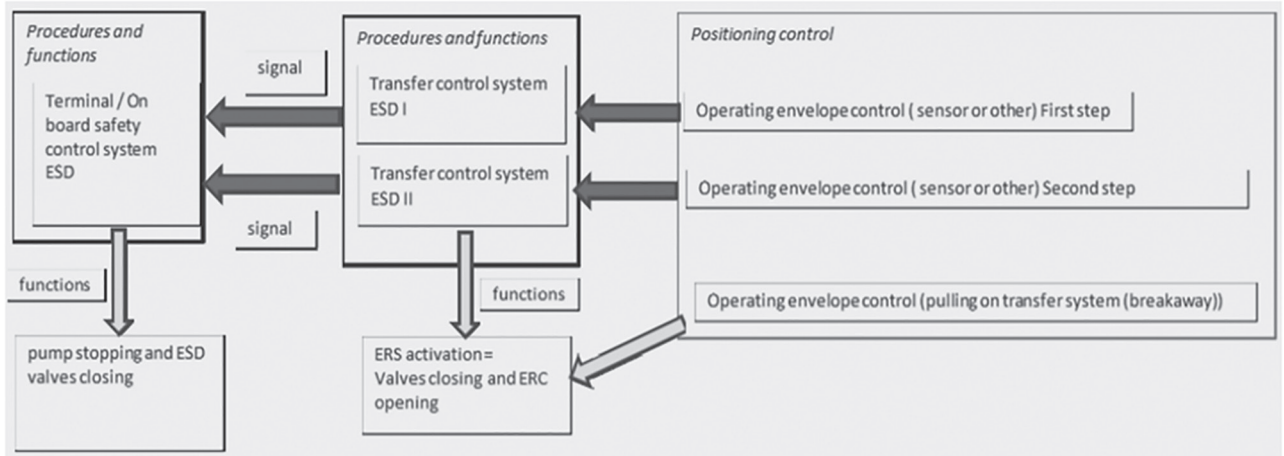 Procedures and
functions
Terminal / On
board safety
control system
ESD
signal
signal
functions
pump stopping and ESD
valves closing
Procedures and functions
Transfer control system
ESD I
Transfer control system
ESD II
functions
ERS activation=
Valves closing and ERC
opening
Positioning control
Operating envelope control ( sensor or other) First step
Operating envelope control ( sensor or other) Second step
Operating envelope control (pulling on transfer system (breakaway))